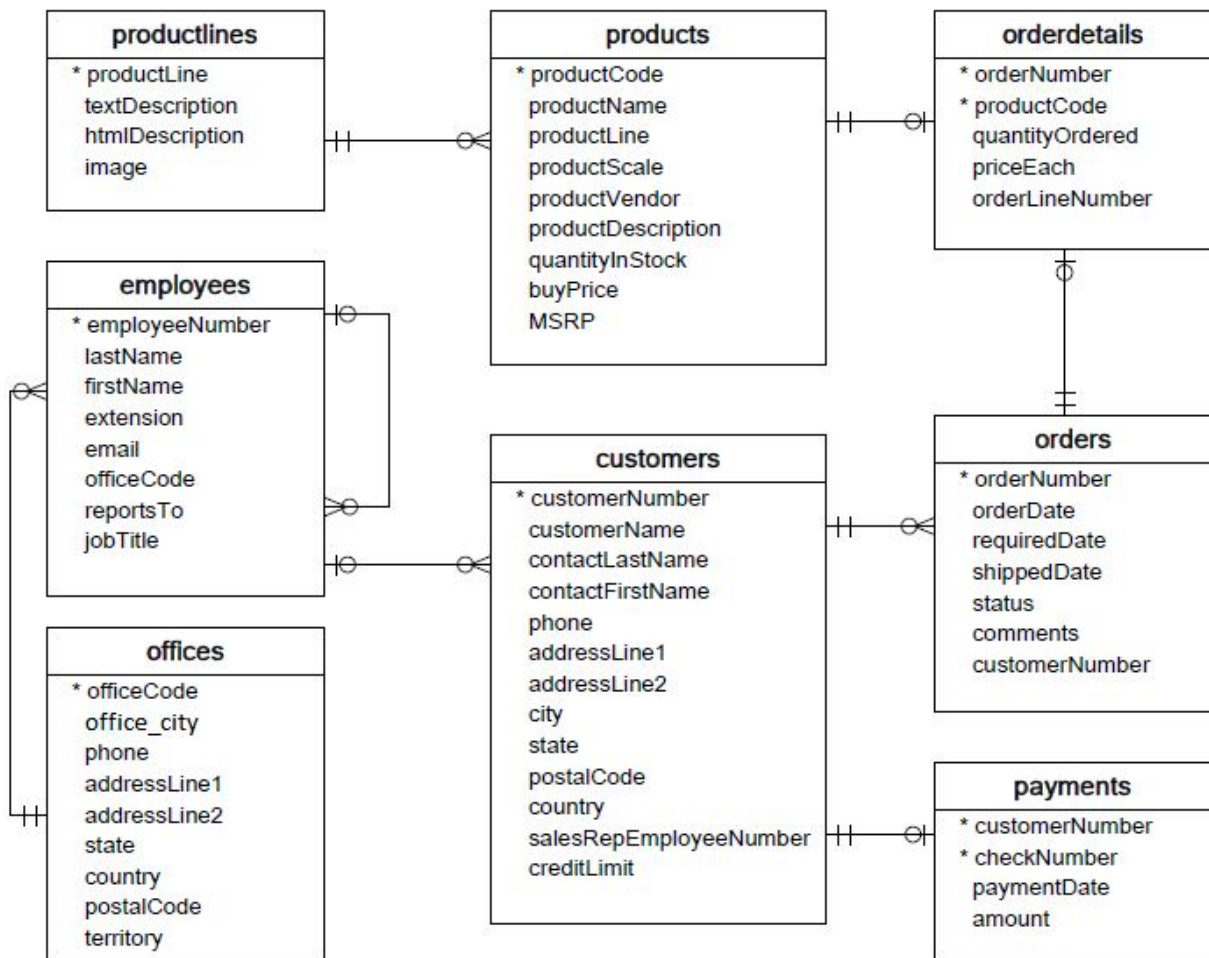 productlines
* productLine
textDescription
htmlDescription
image
products
* productCode
productName
productLine
productScale
productVendor
productDescription
quantityInStock
buyPrice
MSRP
orderdetails
* orderNumber
* productCode
quantityOrdered
priceEach
orderLineNumber
employees
* employeeNumber
lastName
firstName
extension
email
officeCode
reportsTo
jobTitle
customers
* customerNumber
customerName
contactLastName
contactFirstName
phone
addressLine1
addressLine2
city
state
postalCode
country
salesRepEmployeeNumber
creditLimit
orders
* orderNumber
orderDate
requiredDate
shippedDate
status
comments
customerNumber
offices
* officeCode
office_city
phone
addressLine1
addressLine2
state
country
postalCode
territory
payments
* customerNumber
* checkNumber
paymentDate
amount